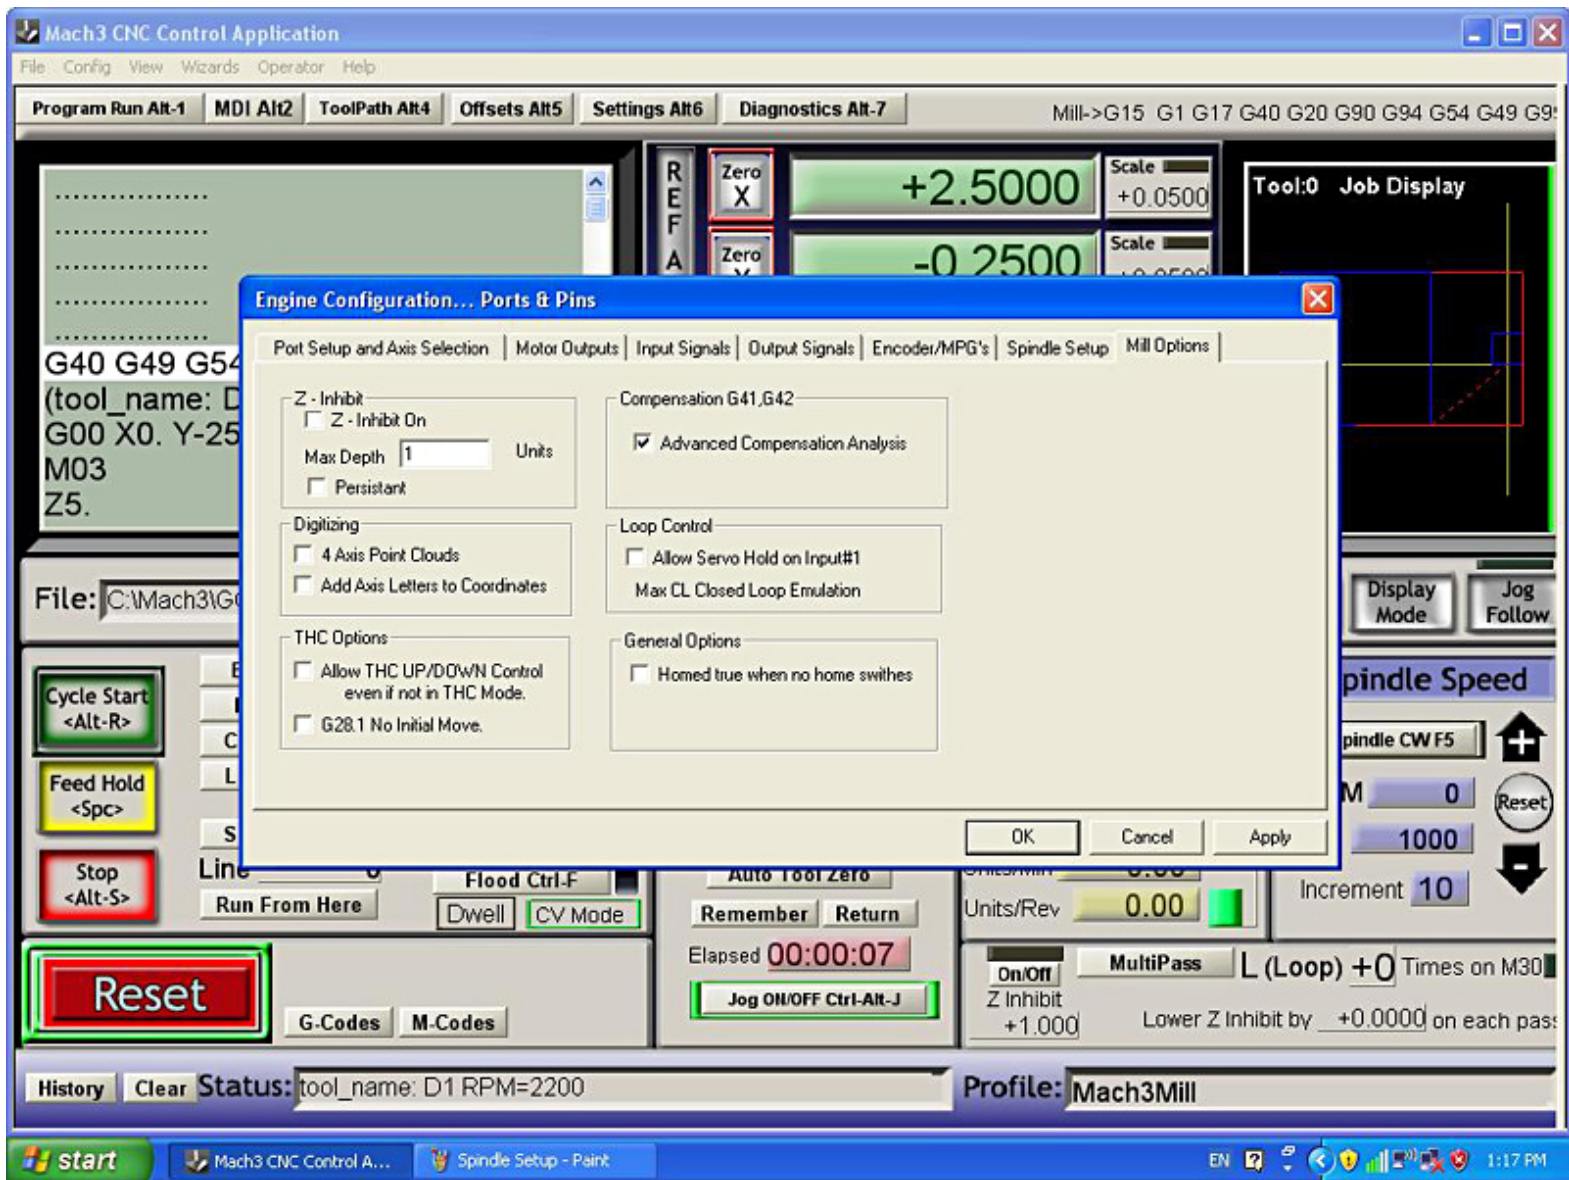 Mach3 CNC Control Application
File Config View Wizards Operator Help
Program Run Alt-1 MDI Alt2 ToolPath Alt4 Offsets Alt5 Settings Alt6 Diagnostics Alt-7 Mill->G15 G1 G17 G40 G20 G90 G94 G54 G49
................
................
................
................
................
G40 G49 G54
(tool_name:
G00 X0. Y-25
M03
Z5.
REF A
Zero X +2.5000 Scale +0.0500
Zero -0.2500 Scale
Tool:0 Job Display
Engine Configuration... Ports & Pins
Port Setup and Axis Selection Motor Outputs Input Signals Output Signals Encoder/MPG's Spindle Setup Mill Options
Z - Inhibit
Z - Inhibit On
Max Depth 1 Units
Persistant
Digitizing
4 Axis Point Clouds
Add Axis Letters to Coordinates
THC Options
Allow THC UP/DOWN Control
even if not in THC Mode.
G28.1 No Initial Move.
Compensation G41,G42
Advanced Compensation Analysis
Loop Control
Allow Servo Hold on Input#1
Max CL Closed Loop Emulation
General Options
Homed true when no home swithes
OK Cancel Apply
File: C:\Mach3\G
Display Mode
Jog Follow
Cycle Start
<Alt-R>
Feed Hold
<Spc>
Stop
<Alt-S>
Line
Run From Here
Flood Ctrl-F
Dwell CV Mode
Auto Tool Zero
Remember Return
Elapsed 00:00:07
Jog ON/OFF Ctrl-Alt-J
Units/Min 0.00
Units/Rev 0.00
pindle Speed
pindle CW F5
M 0
Reset
1000
Increment 10
Reset
G-Codes M-Codes
On/Off
Z Inhibit
+1.000
MultiPass L (Loop) +0 Times on M30
Lower Z Inhibit by +0.0000 on each pas
History Clear Status: tool_name: D1 RPM=2200 Profile: Mach3Mill
start Mach3 CNC Control A... Spindle Setup - Paint EN 1:17 PM